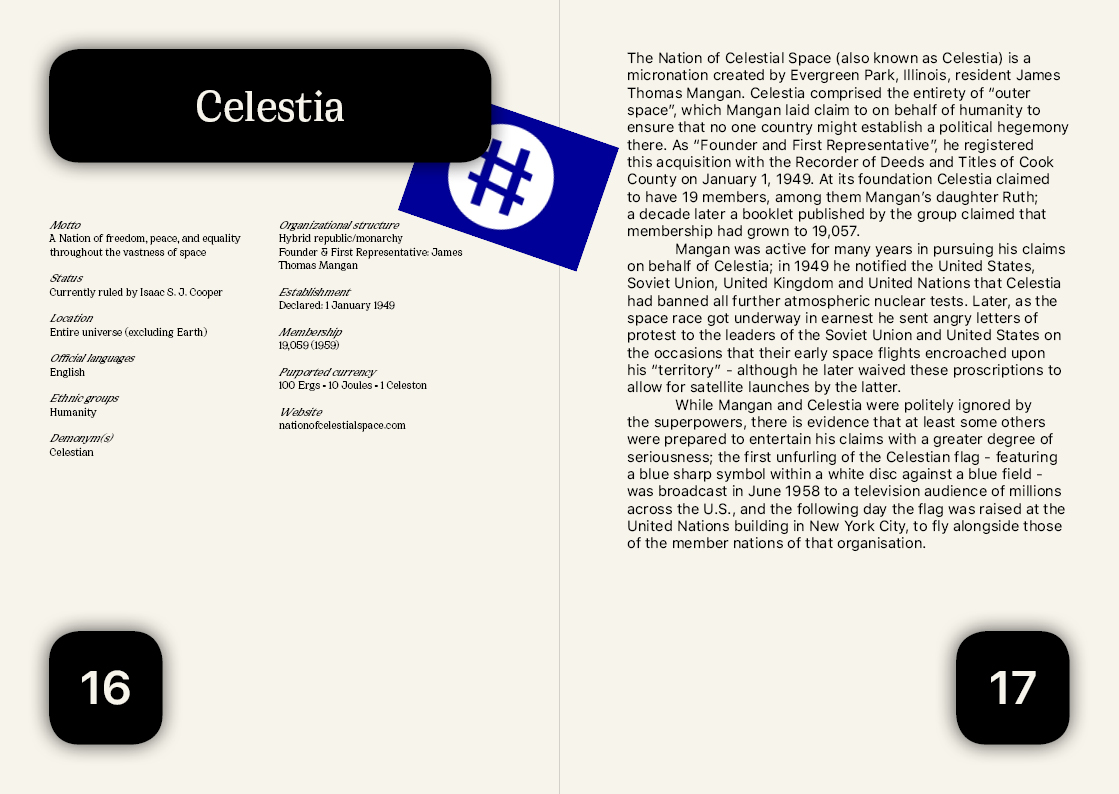 Celestia
Motto
A Nation of freedom, peace, and equality
throughout the vastness of space
Status
Currently ruled by Isaac S. J. Cooper
Location
Entire universe (excluding Earth)
Official languages
English
Ethnic groups
Humanity
Demonym(s)
Celestian
Organizational structure
Hybrid republic/monarchy
Founder & First Representative: James
Thomas Mangan
Establishment
Declared: 1 January 1949
Membership
19,059 (1959)
Purported currency
100 Ergs • 10 Joules • 1 Celeston
Website
nationofcelestialspace.com
16
The Nation of Celestial Space (also known as Celestia) is a
micronation created by Evergreen Park, Illinois, resident James
Thomas Mangan. Celestia comprised the entirety of “outer
space”, which Mangan laid claim to on behalf of humanity to
ensure that no one country might establish a political hegemony
there. As “Founder and First Representative”, he registered
this acquisition with the Recorder of Deeds and Titles of Cook
County on January 1, 1949. At its foundation Celestia claimed
to have 19 members, among them Mangan’s daughter Ruth;
a decade later a booklet published by the group claimed that
membership had grown to 19,057.
Mangan was active for many years in pursuing his claims
on behalf of Celestia; in 1949 he notified the United States,
Soviet Union, United Kingdom and United Nations that Celestia
had banned all further atmospheric nuclear tests. Later, as the
space race got underway in earnest he sent angry letters of
protest to the leaders of the Soviet Union and United States on
the occasions that their early space flights encroached upon
his “territory” - although he later waived these proscriptions to
allow for satellite launches by the latter.
While Mangan and Celestia were politely ignored by
the superpowers, there is evidence that at least some others
were prepared to entertain his claims with a greater degree of
seriousness; the first unfurling of the Celestian flag - featuring
a blue sharp symbol within a white disc against a blue field -
was broadcast in June 1958 to a television audience of millions
across the U.S., and the following day the flag was raised at the
United Nations building in New York City, to fly alongside those
of the member nations of that organisation.
17